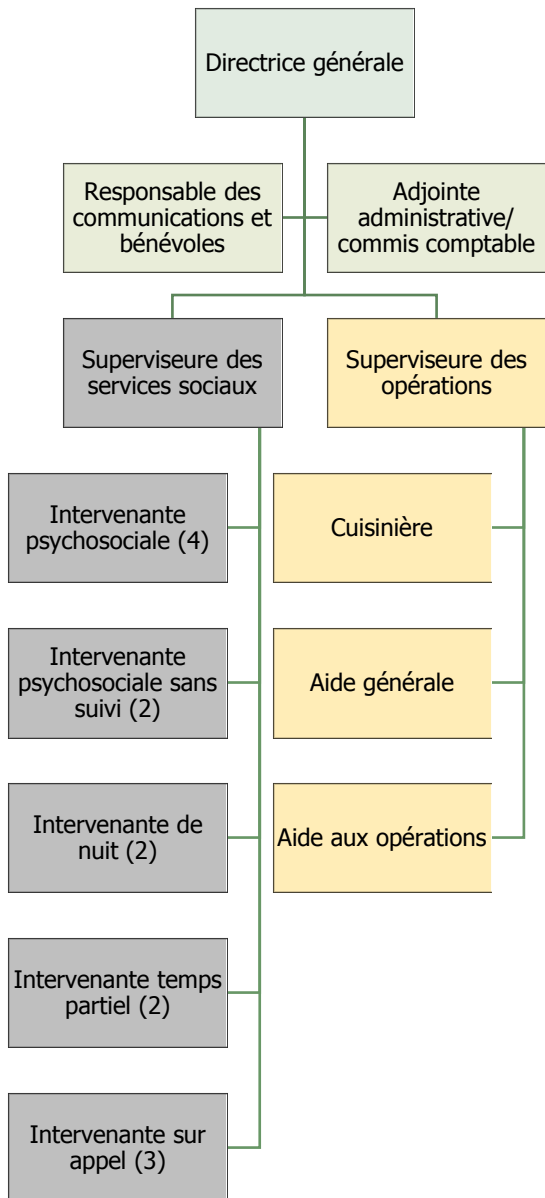 Directrice générale
Responsable des
communications et
bénévoles
Adjointe
administrative/
commis comptable
Superviseure des
services sociaux
Superviseure des
opérations
Intervenante
psychosociale (4)
Cuisinière
Intervenante
psychosociale sans
suivi (2)
Aide générale
Intervenante de
nuit (2)
Aide aux opérations
Intervenante temps
partiel (2)
Intervenante sur
appel (3)